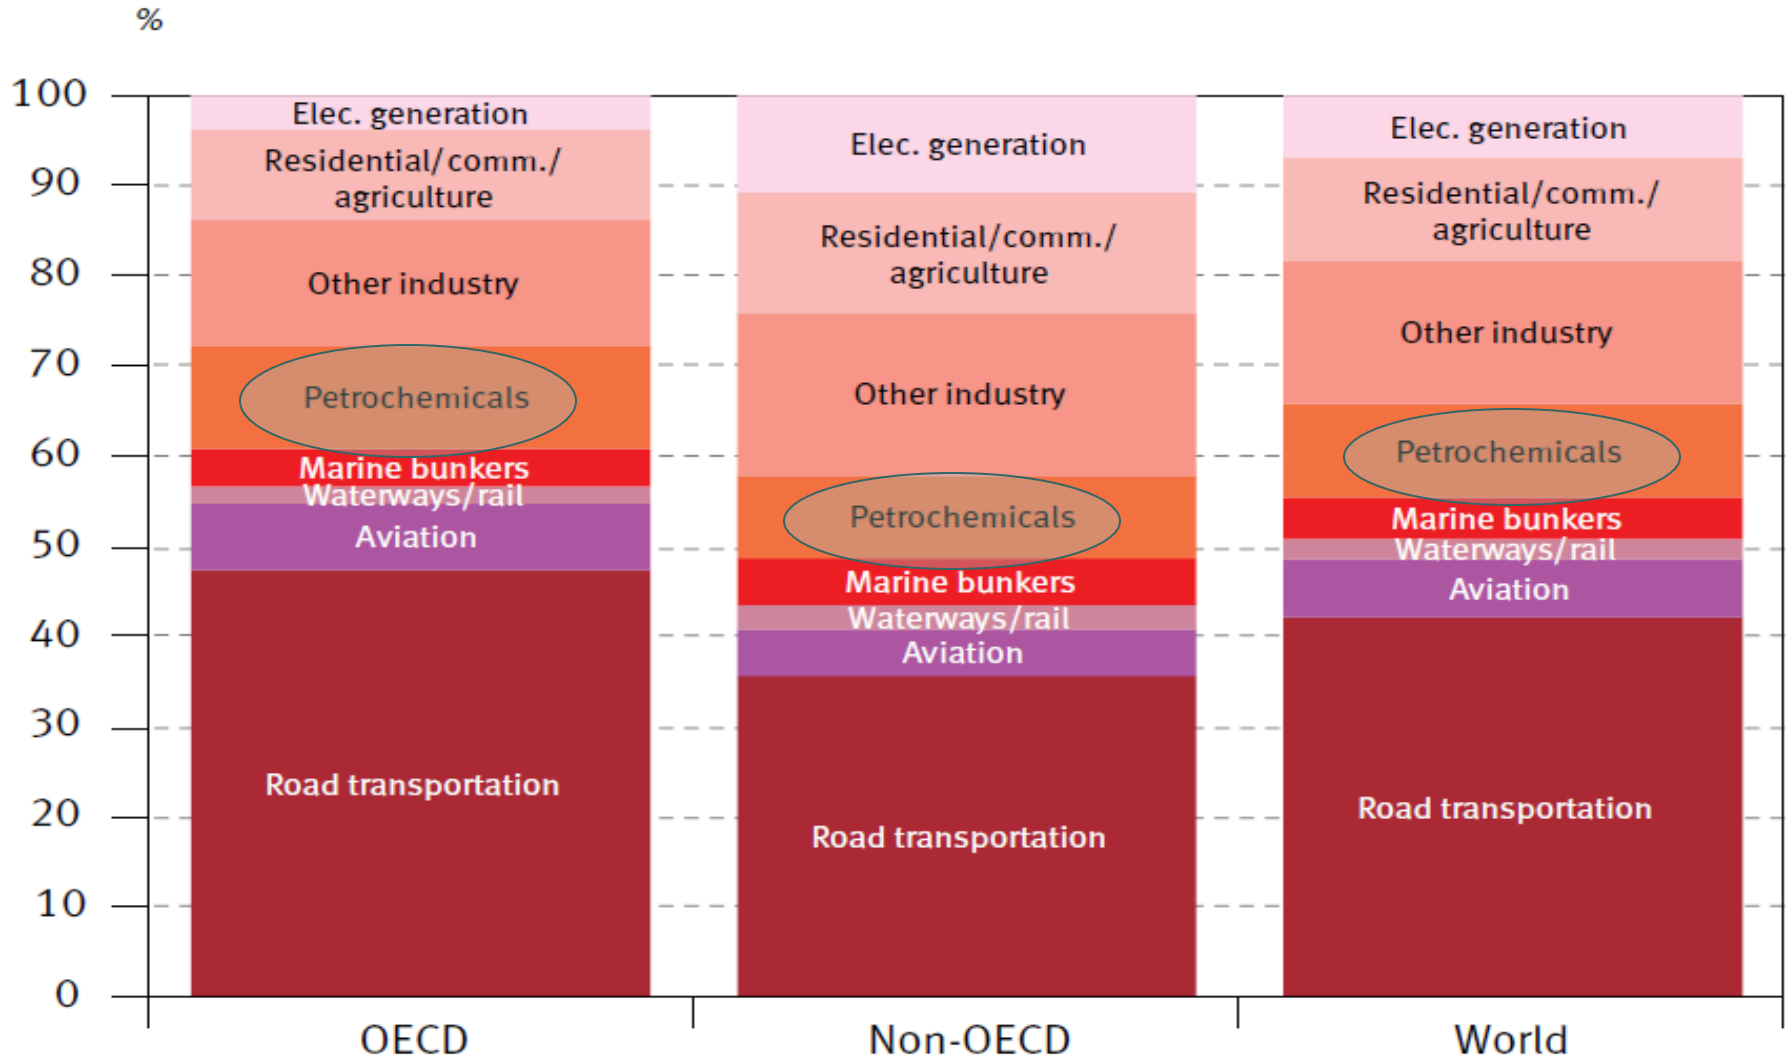 %
100
90
80
70
60
50
40
30
20
10
0
Elec. generation
Residential/comm./
agriculture
Other industry
Petrochemicals
Marine bunkers
Waterways/rail
Aviation
Road transportation
Elec. generation
Residential/comm./
agriculture
Other industry
Petrochemicals
Marine bunkers
Waterways/rail
Aviation
Road transportation
Elec. generation
Residential/comm./
agriculture
Other industry
Petrochemicals
Marine bunkers
Waterways/rail
Aviation
Road transportation
OECD
Non-OECD
World